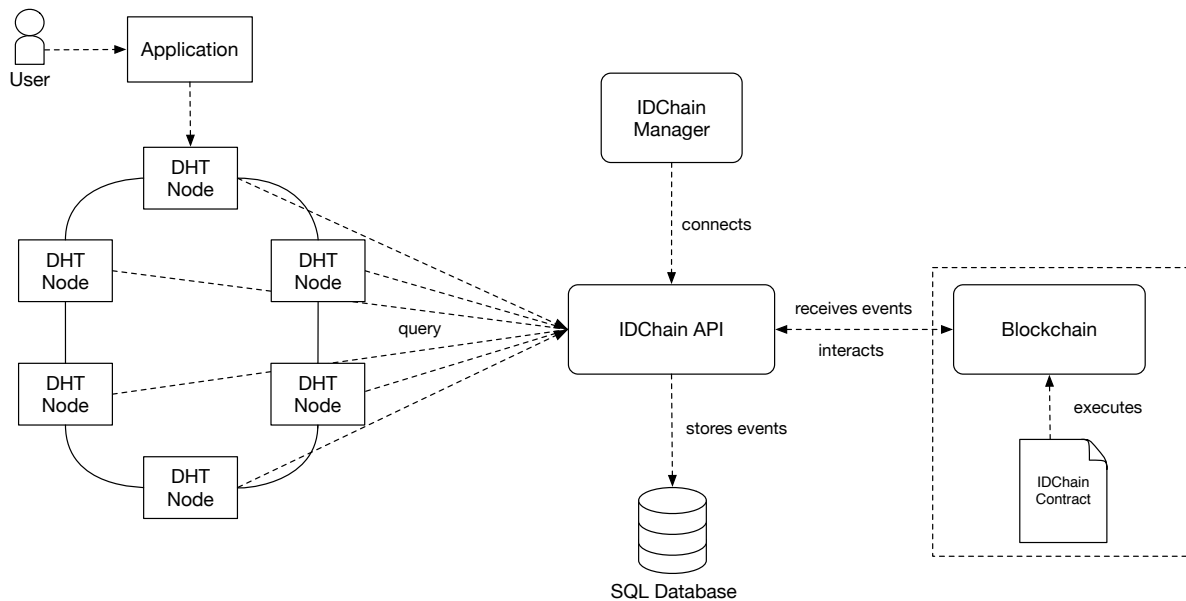 User
Application
DHT
Node
DHT
Node
DHT
Node
DHT
Node
DHT
Node
DHT
Node
query
IDChain
Manager
connects
IDChain API
stores events
SQL Database
receives events
interacts
Blockchain
executes
IDChain
Contract